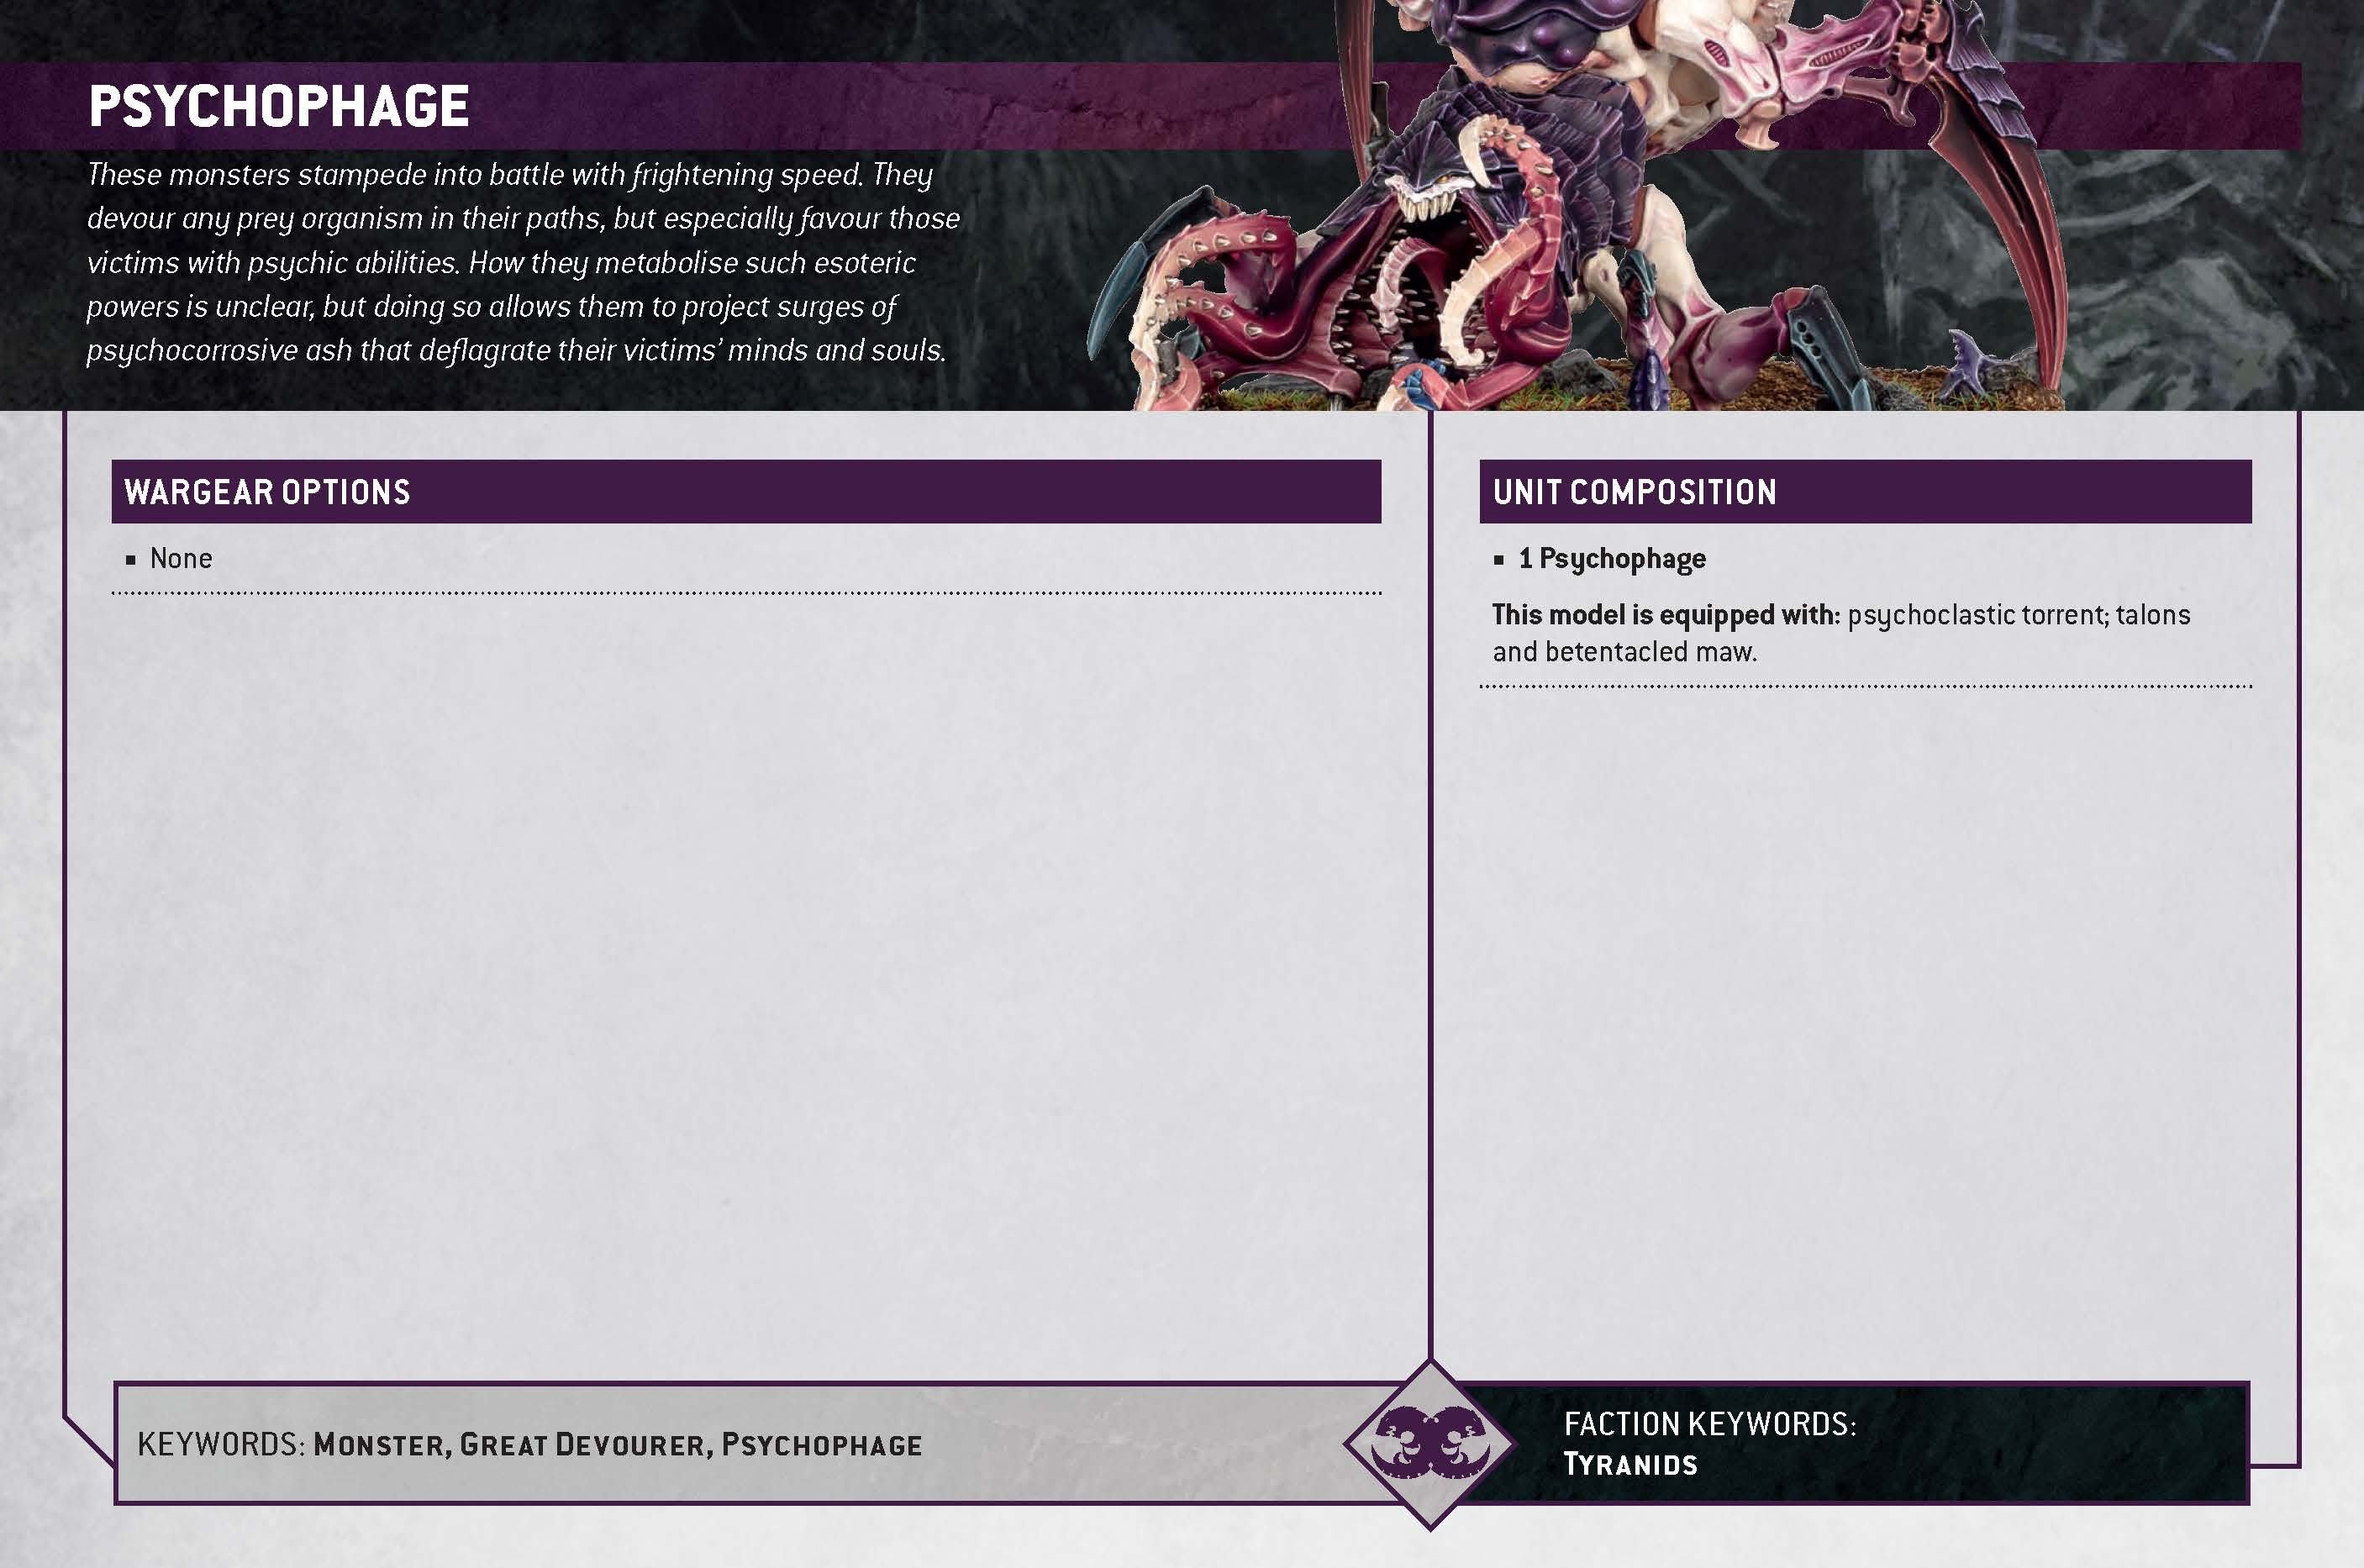 PSYCHOPHAGE
These monsters stampede into battle with frightening speed. They
devour any prey organism in their paths, but especially favour those
victims with psychic abilities. How they metabolise such esoteric
powers is unclear, but doing so allows them to project surges of
psychocorrosive ash that deflagrate their victims’ minds and souls.
WARGEAR OPTIONS
▪ None
UNIT COMPOSITION
▪ 1 Psychophage
This model is equipped with: psychoclastic torrent; talons
and betentacled maw.
KEYWORDS: MONSTER, GREAT DEVOURER, PSYCHOPHAGE
FACTION KEYWORDS:
TYRANIDS